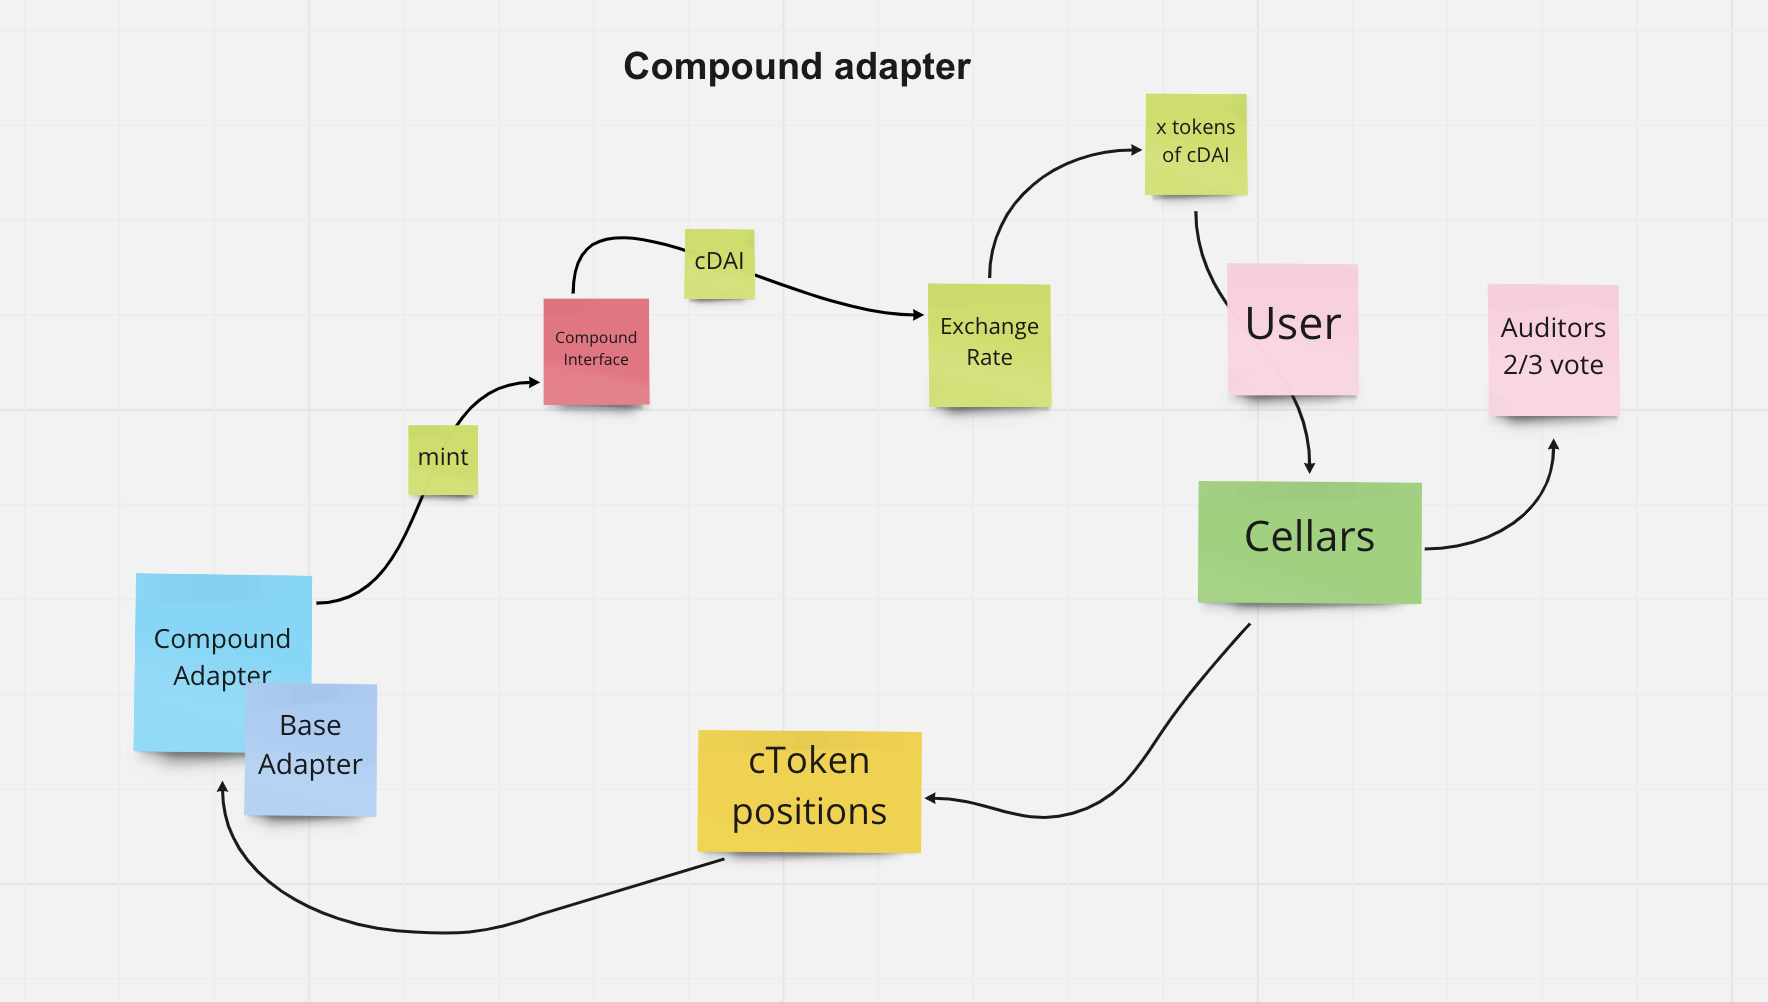 Compound adapter
x tokens
of cDAI
cDAI
Compound
Interface
Exchange
Rate
User
Auditors
2/3 vote
mint
Cellars
Compound
Adapter
Base
Adapter
cToken
positions